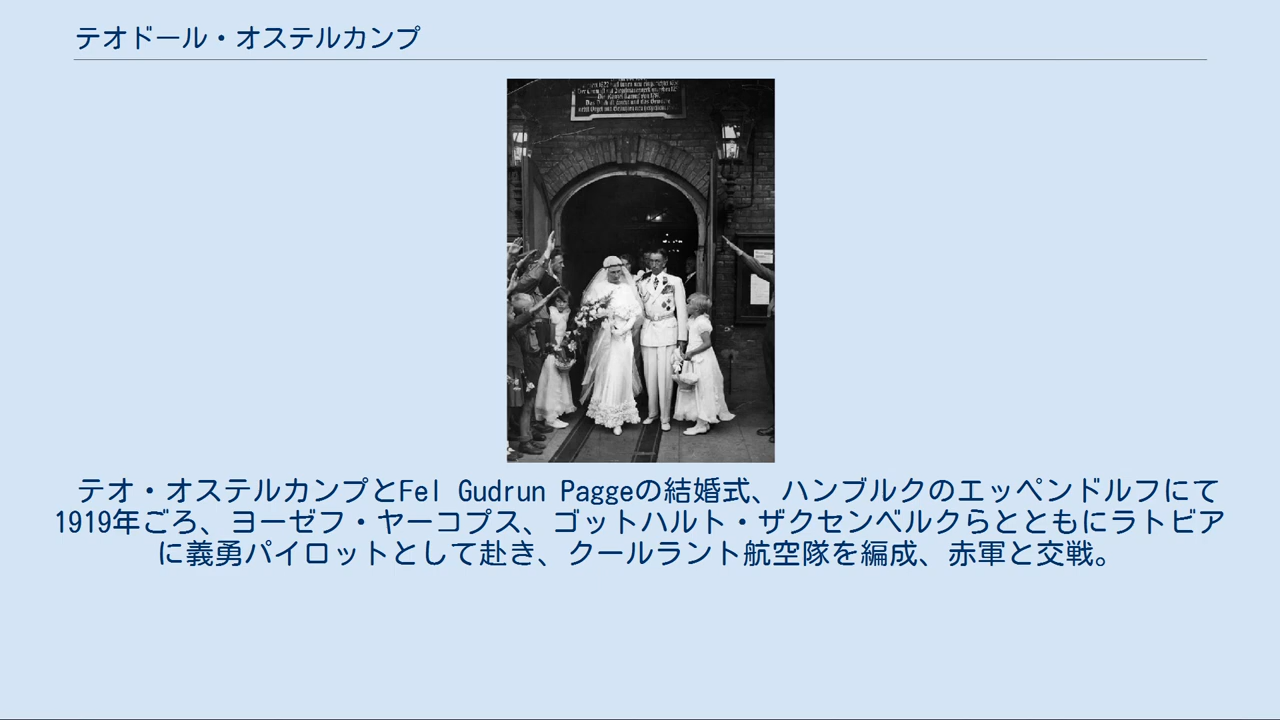 テオドール・オステルカンプ
テオ・オステルカンプとFel Gudrun Paggeの結婚式、ハンブルクのエッペンドルフにて
1919年ごろ、ヨーゼフ・ヤーコプス、ゴットハルト・ザクセンベルクらとともにラトビア
に義勇パイロットとして赴き、クールラント航空隊を編成、赤軍と交戦。